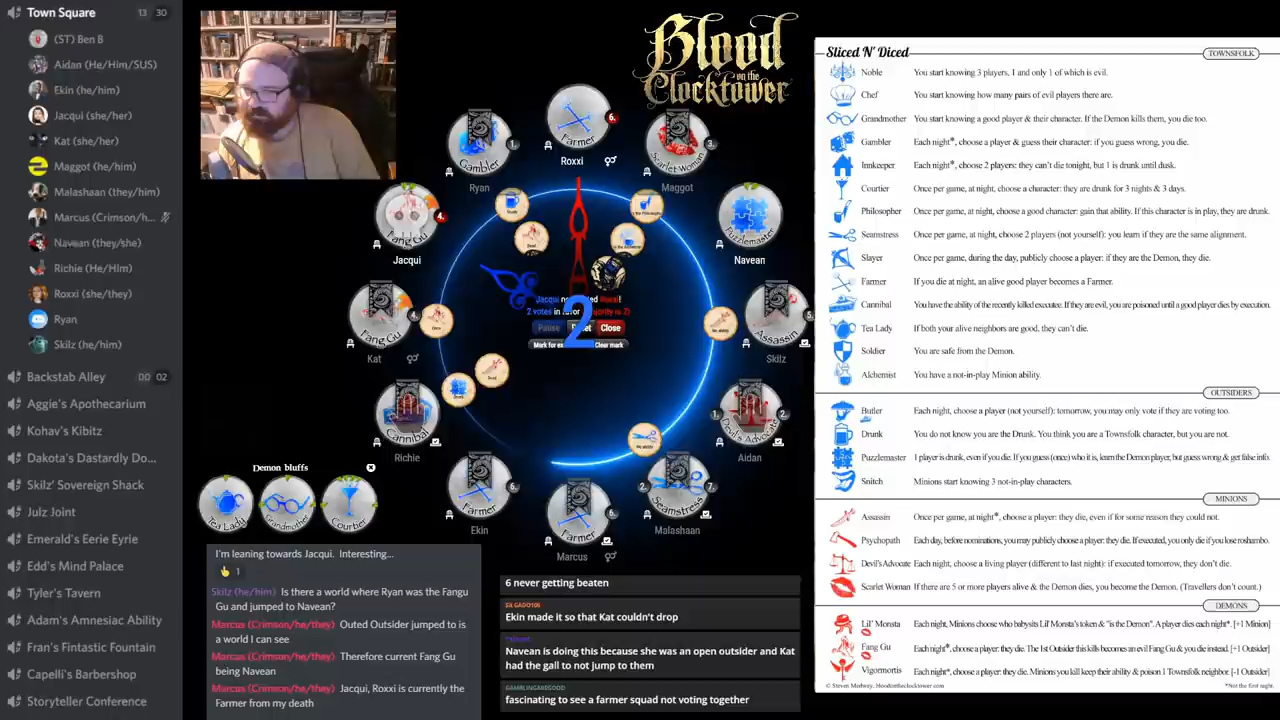 Town Square 13 30
(ST) Ben B
Aidan (He/Him/SUS)
Ekin (he/him)
Jacqui (she/her)
Kat (she/her)
Maggot (he/him)
Malashaan (they/him)
Marcus (Crimson/h...
Navean (they/she)
Richie (He/Him)
Roxxi (She/they)
Ryan
Skilz (he/him)
Backstab Alley 00 02
Aggie's Apothecarium
Kohav's Kibitz
Dakota's Dastardly Po...
Skilz' Sovereign Shack
Julz Joint
Emerald's Eerie Eyrie
Edd's Mind Palace
Tyler's Tavern
Adam's Amnesiac Ability
Fran's Fintastic Fountain
Capell's Workshop
Storyteller Conference
Blood
on the
Clocktower
Farmer
Roxxi
Gambler
Ryan
Scarlet Woman
Maggot
Fang Gu
Jacqui
Puzzlemaster
Navean
Fang Gu
Kat
Assassin
Skilz
Cannibal
Richie
Devil's Advocate
Aidan
Farmer
Ekin
Farmer
Marcus
Seamstress
Malashaan
2
2 votes in
Close
Demon bluffs
Tea Lady
Grandmother
Courtier
I'm leaning towards Jacqui. Interesting...
1
Skilz (he/him) Is there a world where Ryan was the Fangu
Gu and jumped to Navean?
Marcus (Crimson/he/they) Outed Outsider jumped to is
a world I can see
Marcus (Crimson/he/they) Therefore current Fang Gu
being Navean
Marcus (Crimson/he/they) Jacqui, Roxxi is currently the
Farmer from my death
6 never getting beaten
Ekin made it so that Kat couldn't drop
Navean is doing this because she was an open outsider and Kat
had the gall to not jump to them
fascinating to see a farmer squad not voting together
Sliced N' Diced
TOWNSFOLK
Noble You start knowing 3 players, 1 and only 1 of which is evil.
Chef You start knowing how many pairs of evil players there are.
Grandmother You start knowing a good player & their character. If the Demon kills them, you die too.
Gambler Each night*, choose a player & guess their character: if you guess wrong, you die.
Innkeeper Each night*, choose 2 players: they can't die tonight, but 1 is drunk until dusk.
Courtier Once per game, at night, choose a character: they are drunk for 3 nights & 3 days.
Philosopher Once per game, at night, choose a good character: gain that ability. If this character is in play, they are drunk.
Seamstress Once per game, at night, choose 2 players (not yourself): you learn if they are the same alignment.
Slayer Once per game, during the day, publicly choose a player: if they are the Demon, they die.
Farmer If you die at night, an alive good player becomes a Farmer.
Cannibal You have the ability of the recently killed executee. If they are evil, you are poisoned until a good player dies by execution.
Tea Lady If both your alive neighbors are good, they can't die.
Soldier You are safe from the Demon.
Alchemist You have a not-in-play Minion ability.
OUTSIDERS
Butler Each night, choose a player (not yourself): tomorrow, you may only vote if they are voting too.
Drunk You do not know you are the Drunk. You think you are a Townsfolk character, but you are not.
Puzzlemaster 1 player is drunk, even if you die. If you guess (once) who it is, learn the Demon player, but guess wrong & get false info.
Snitch Minions start knowing 3 not-in-play characters.
MINIONS
Assassin Once per game, at night*, choose a player: they die, even if for some reason they could not.
Psychopath Each day, before nominations, you may publicly choose a player: they die. If executed, you only die if you lose roshambo.
Devil's Advocate Each night, choose a living player (different to last night): if executed tomorrow, they don't die.
Scarlet Woman If there are 5 or more players alive & the Demon dies, you become the Demon. (Travellers don't count.)
DEMONS
Lil' Monsta Each night, Minions choose who babysits Lil' Monsta's token & "is the Demon". A player dies each night*. [+1 Minion]
Fang Gu Each night*, choose a player: they die. The 1st Outsider this kills becomes an evil Fang Gu & you die instead. [+1 Outsider]
Vigormortis Each night*, choose a player: they die. Minions you kill keep their ability & poison 1 Townsfolk neighbor. [-1 Outsider]
© Steven Medway, bloodontheclocktower.com *Not the first night.